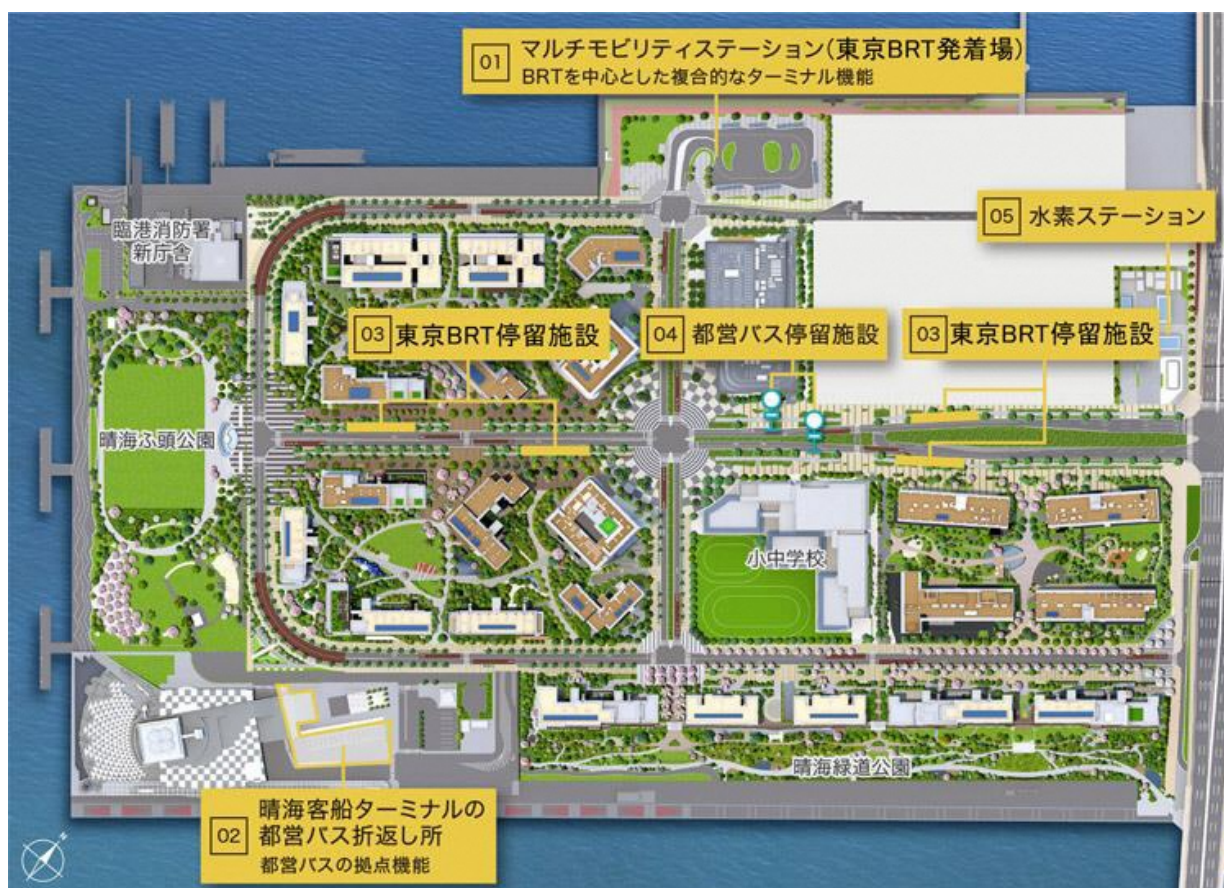 01 マルチモビリティステーション(東京BRT発着場)
BRTを中心とした複合的なターミナル機能
臨港消防署
新庁舎
05 水素ステーション
03 東京BRT停留施設
04 都営バス停留施設
03 東京BRT停留施設
晴海ふ頭公園
小中学校
晴海緑道公園
02 晴海客船ターミナルの
都営バス折返し所
都営バスの拠点機能